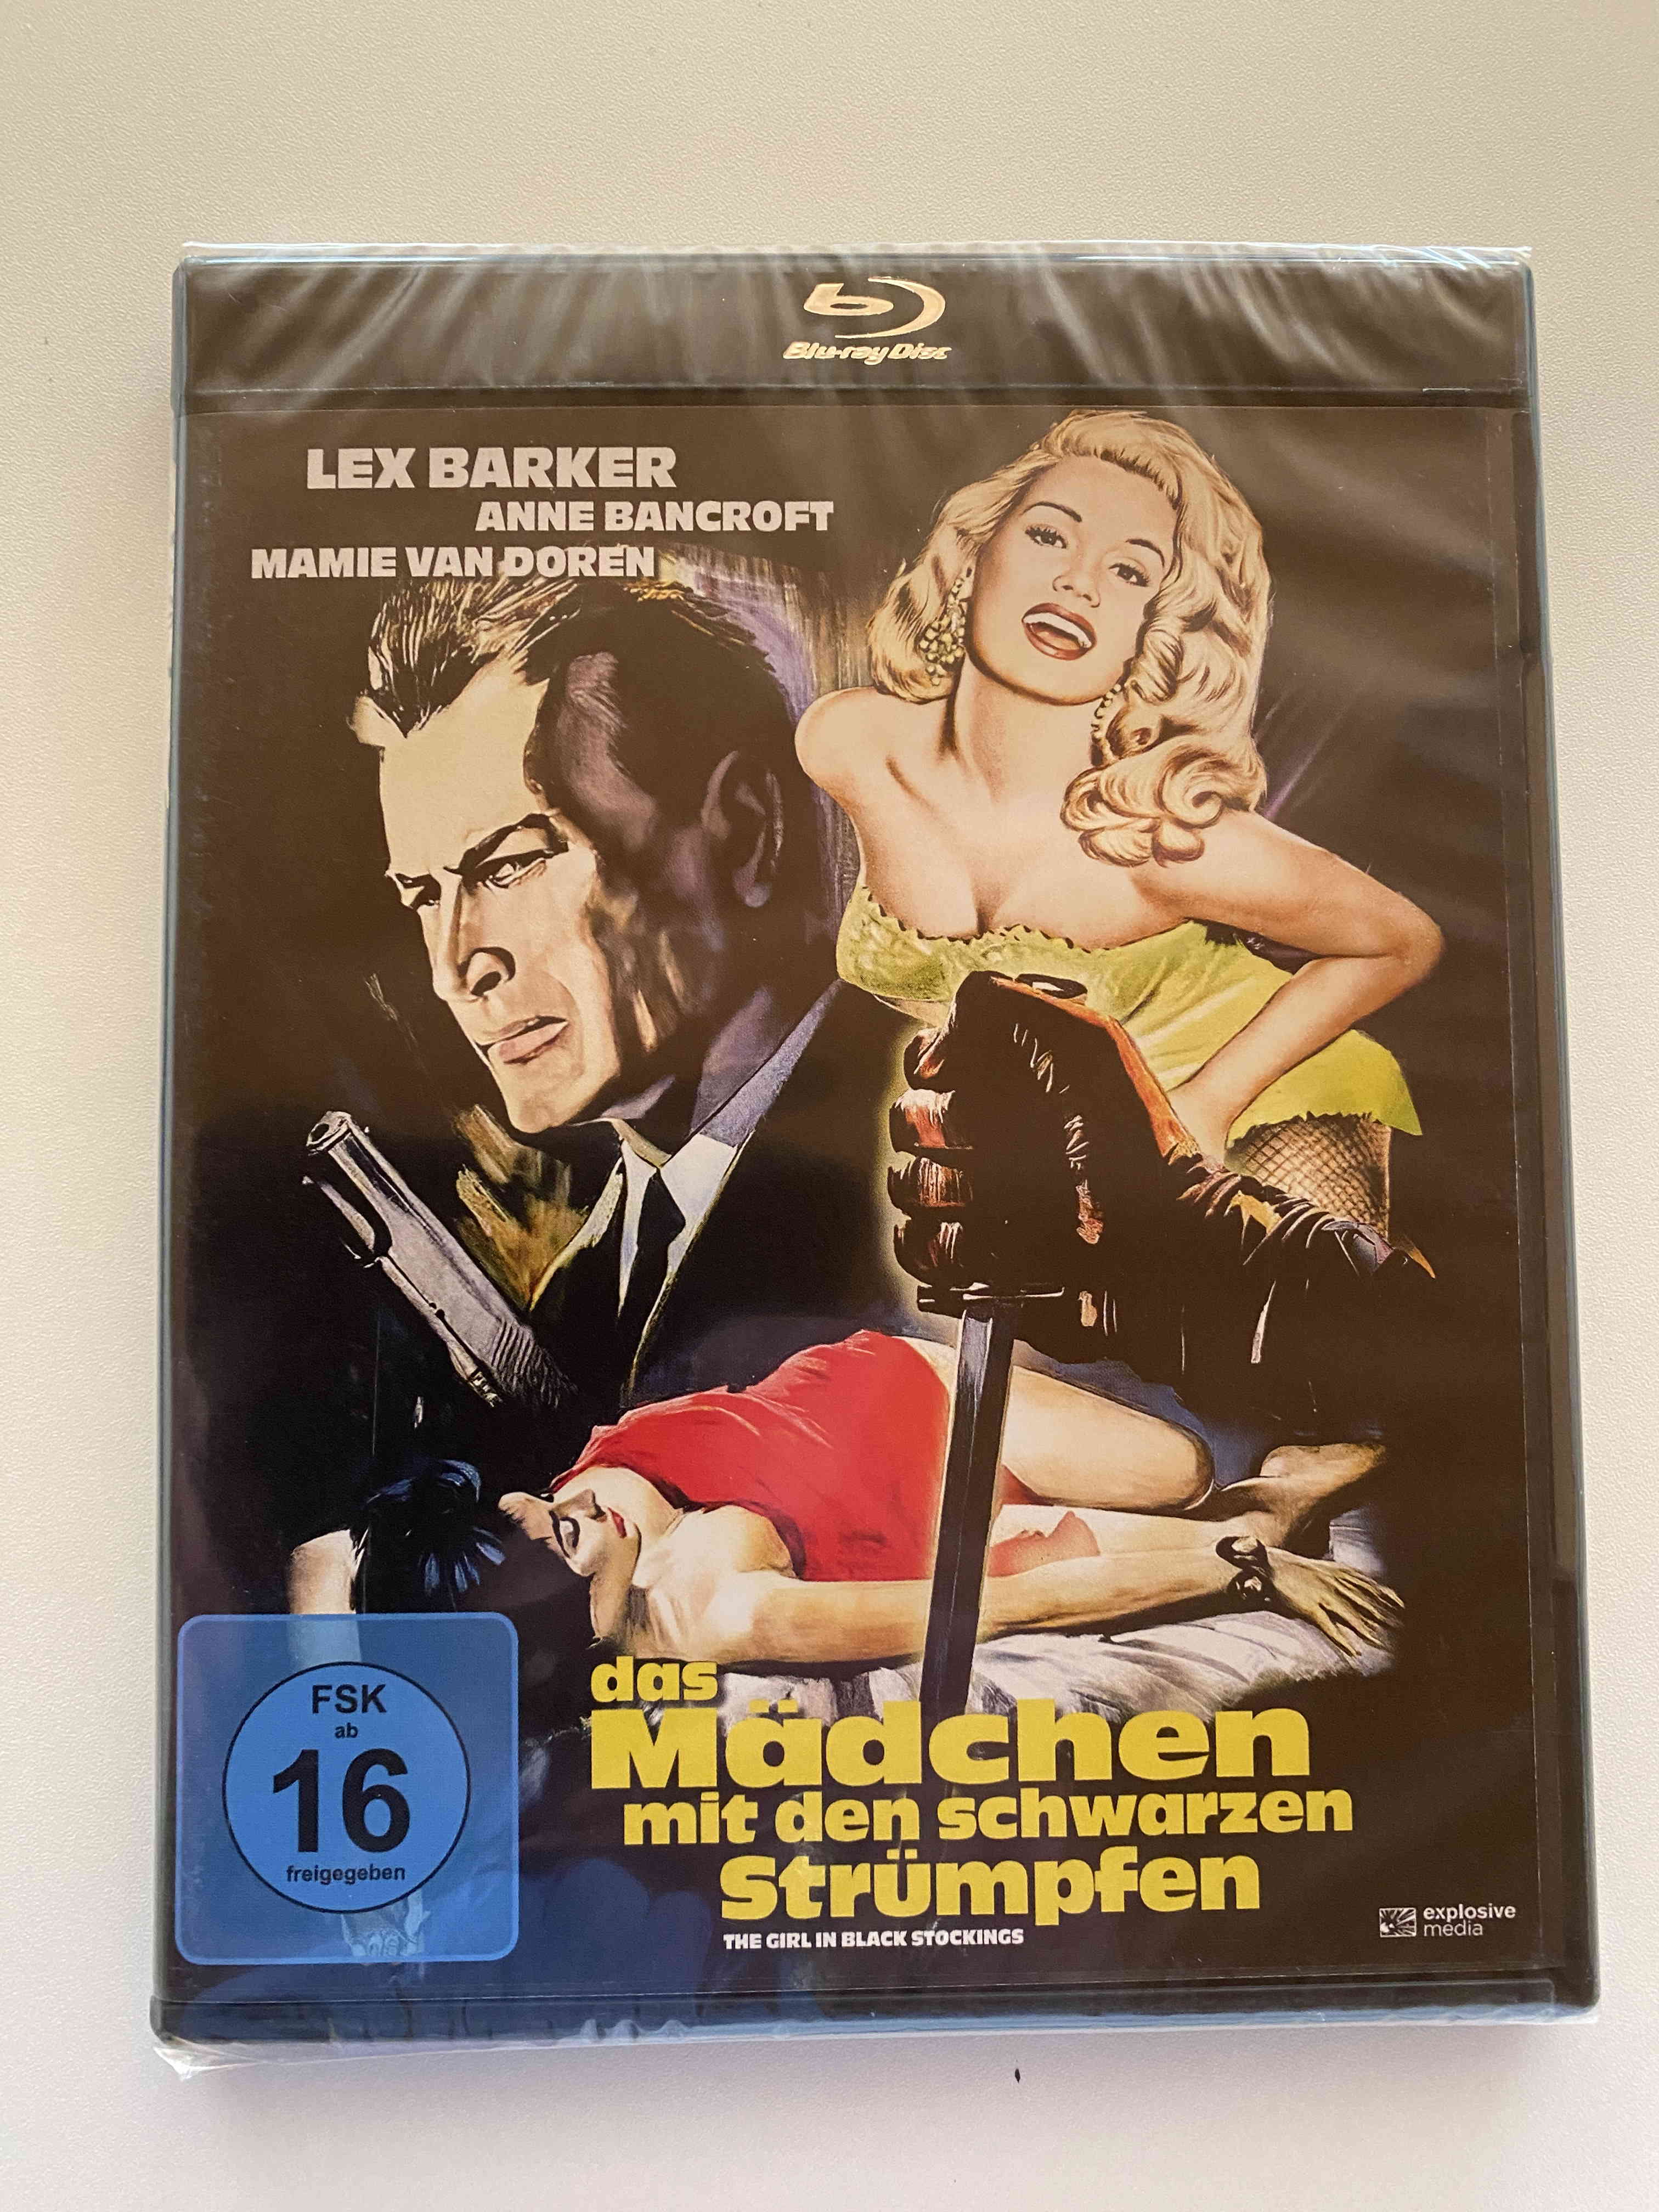 Blu-ray Disc
LEX BARKER
ANNE BANCROFT
MAMIE VAN DOREN
das
Mädchen
mit den schwarzen
Strümpfen
THE GIRL IN BLACK STOCKINGS
FSK
ab
16
freigegeben
explosive
media